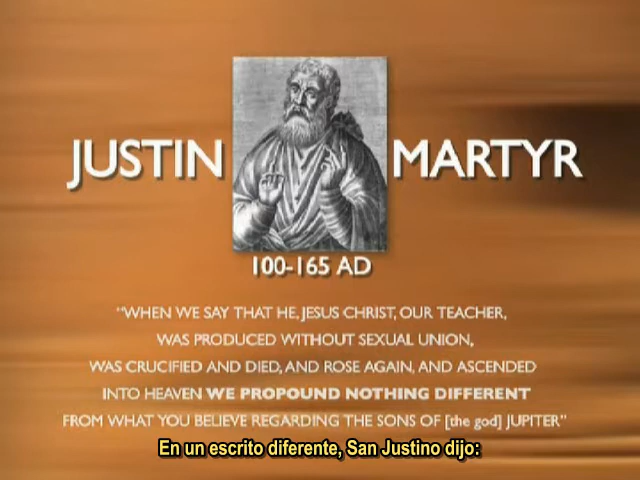 JUSTIN MARTYR
100-165 AD
“WHEN WE SAY THAT HE, JESUS CHRIST, OUR TEACHER,
WAS PRODUCED WITHOUT SEXUAL UNION,
WAS CRUCIFIED AND DIED, AND ROSE AGAIN, AND ASCENDED
INTO HEAVEN WE PROPOUND NOTHING DIFFERENT
FROM WHAT YOU BELIEVE REGARDING THE SONS OF [the god] JUPITER”
En un escrito diferente, San Justino dijo: